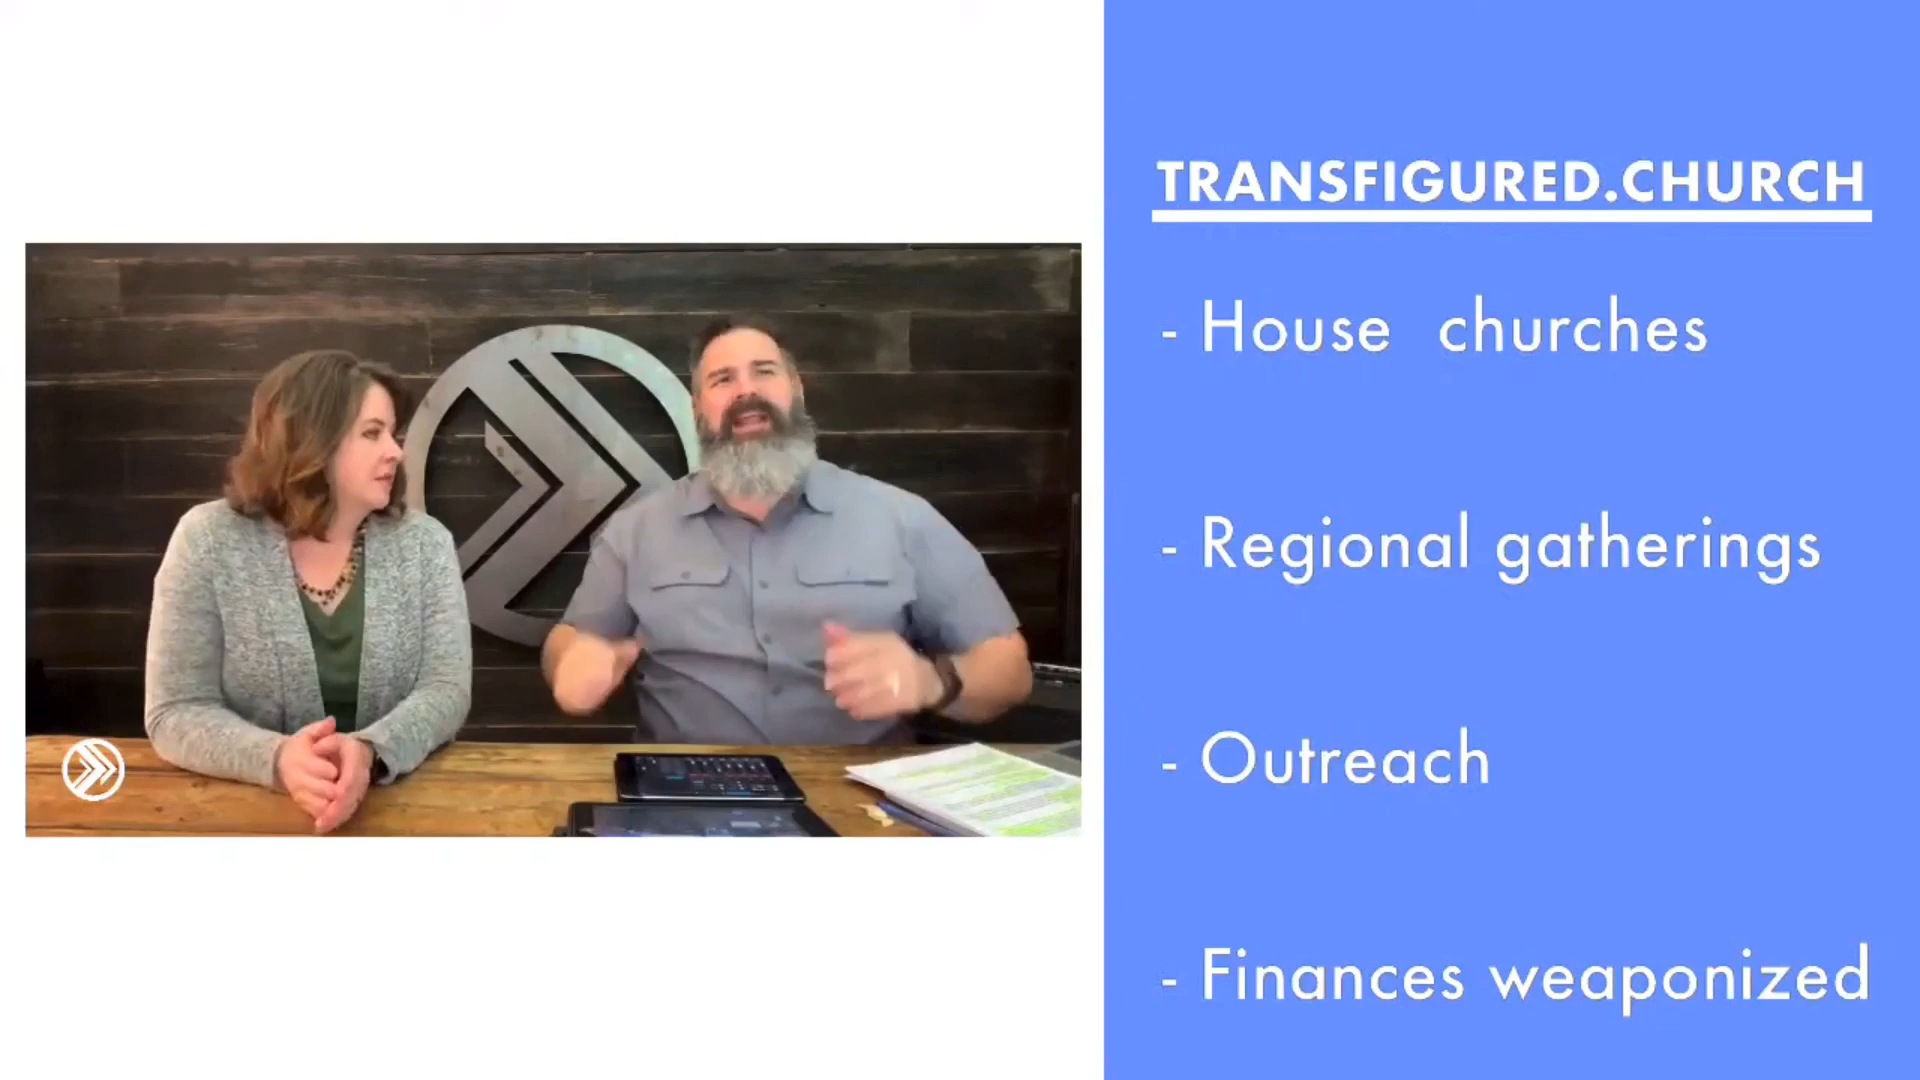 TRANSFIGURED.CHURCH
- House churches
- Regional gatherings
- Outreach
- Finances weaponized